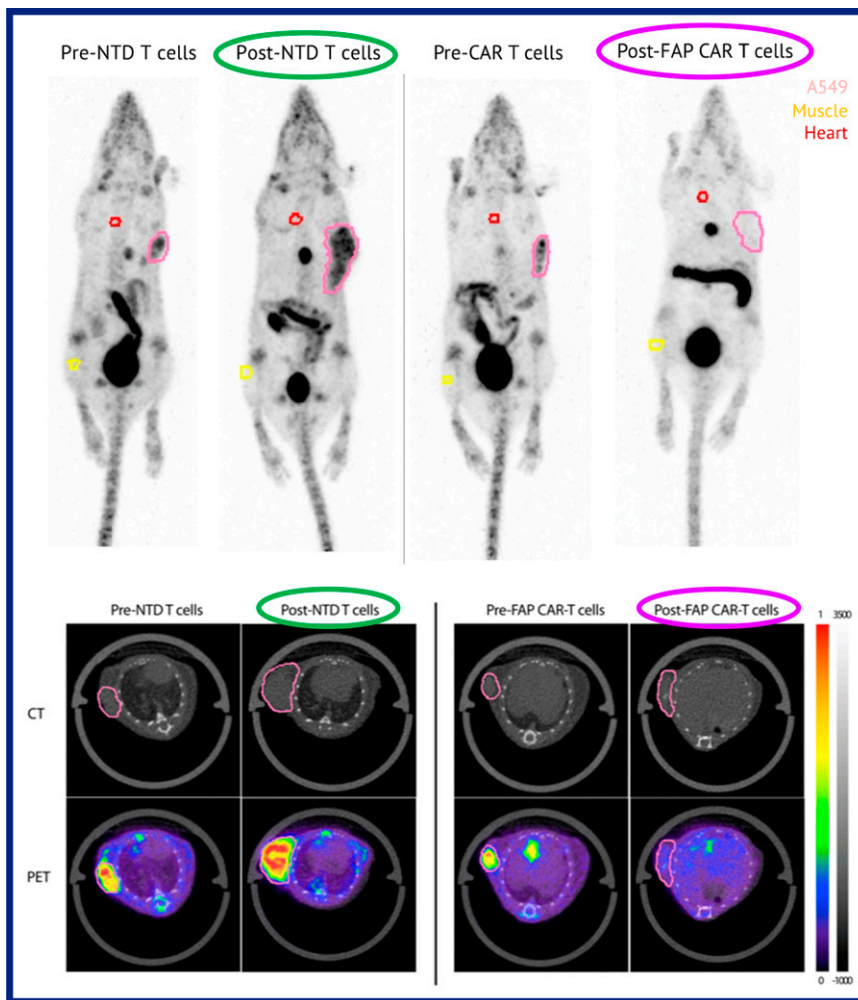 Pre-NTD T cells
Post-NTD T cells
Pre-CAR T cells
Post-FAP CAR T cells
A549
Muscle
Heart
Pre-NTD T cells
Post-NTD T cells
Pre-FAP CAR-T cells
Post-FAP CAR-T cells
1
3500
CT
PET
0
-1000